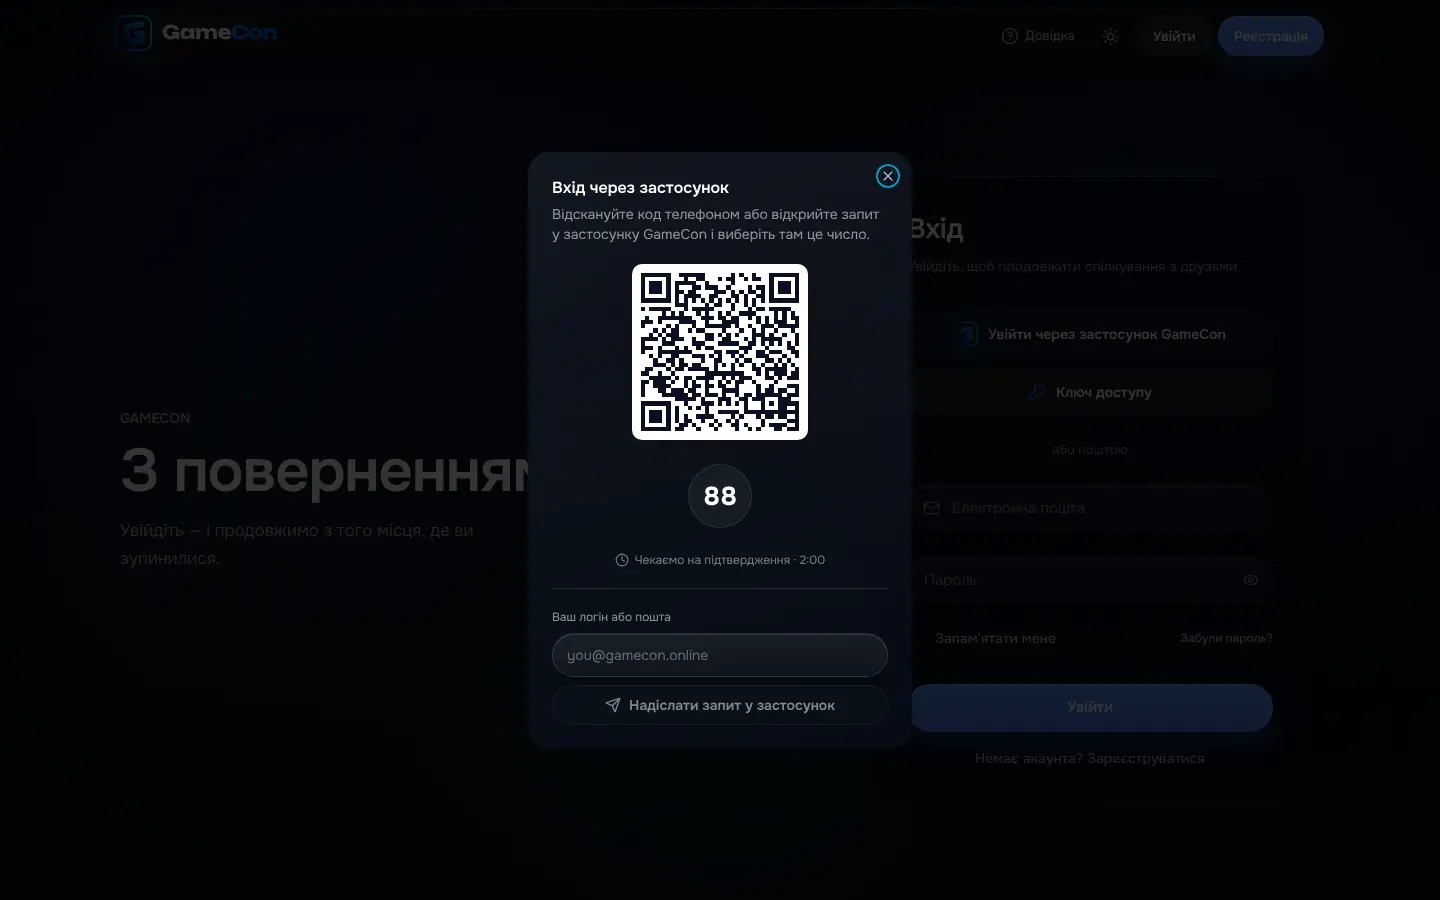 GameCon
Довідка
Увійти
Реєстрація
Вхід через застосунок
Відскануйте код телефоном або відкрийте запит
у застосунку GameCon і виберіть там це число.
88
Чекаємо на підтвердження · 2:00
Ваш логін або пошта
you@gamecon.online
Надіслати запит у застосунок
GAMECON
З поверненням
Увійдіть — і продовжимо з того місця, де ви
зупинилися.
Вхід
Увійдіть, щоб продовжити спілкування з друзями
Увійти через застосунок GameCon
Ключ доступу
або поштою
Електронна пошта
Пароль
Запам'ятати мене
Забули пароль?
Увійти
Немає акаунта? Зареєструватися